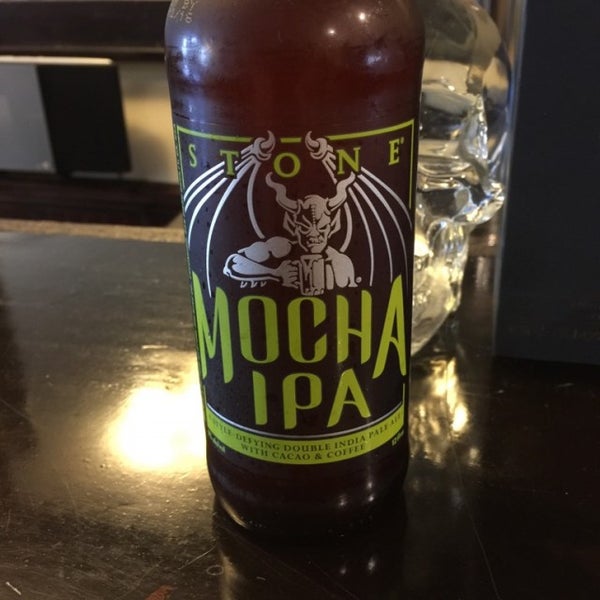 STONE®
MOCHA
IPA
STYLE-DEFYING DOUBLE INDIA PALE ALE
WITH CACAO & COFFEE